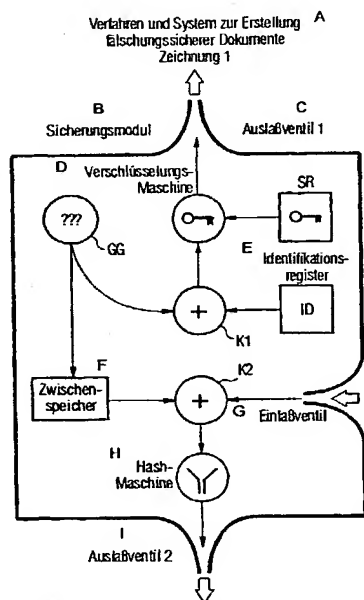 A
Verfahren und System zur Erstellung
fälschungssicherer Dokumente
Zeichnung 1
B
C
Sicherungsmodul
Auslaßventil 1
D
Verschlüsselungs-
Maschine
SR
???
GG
E
Identifikations-
register
ID
K1
F
K2
Zwischen-
speicher
+
+
G
Einlaßventil
H
Hash-
Maschine
I
Auslaßventil 2